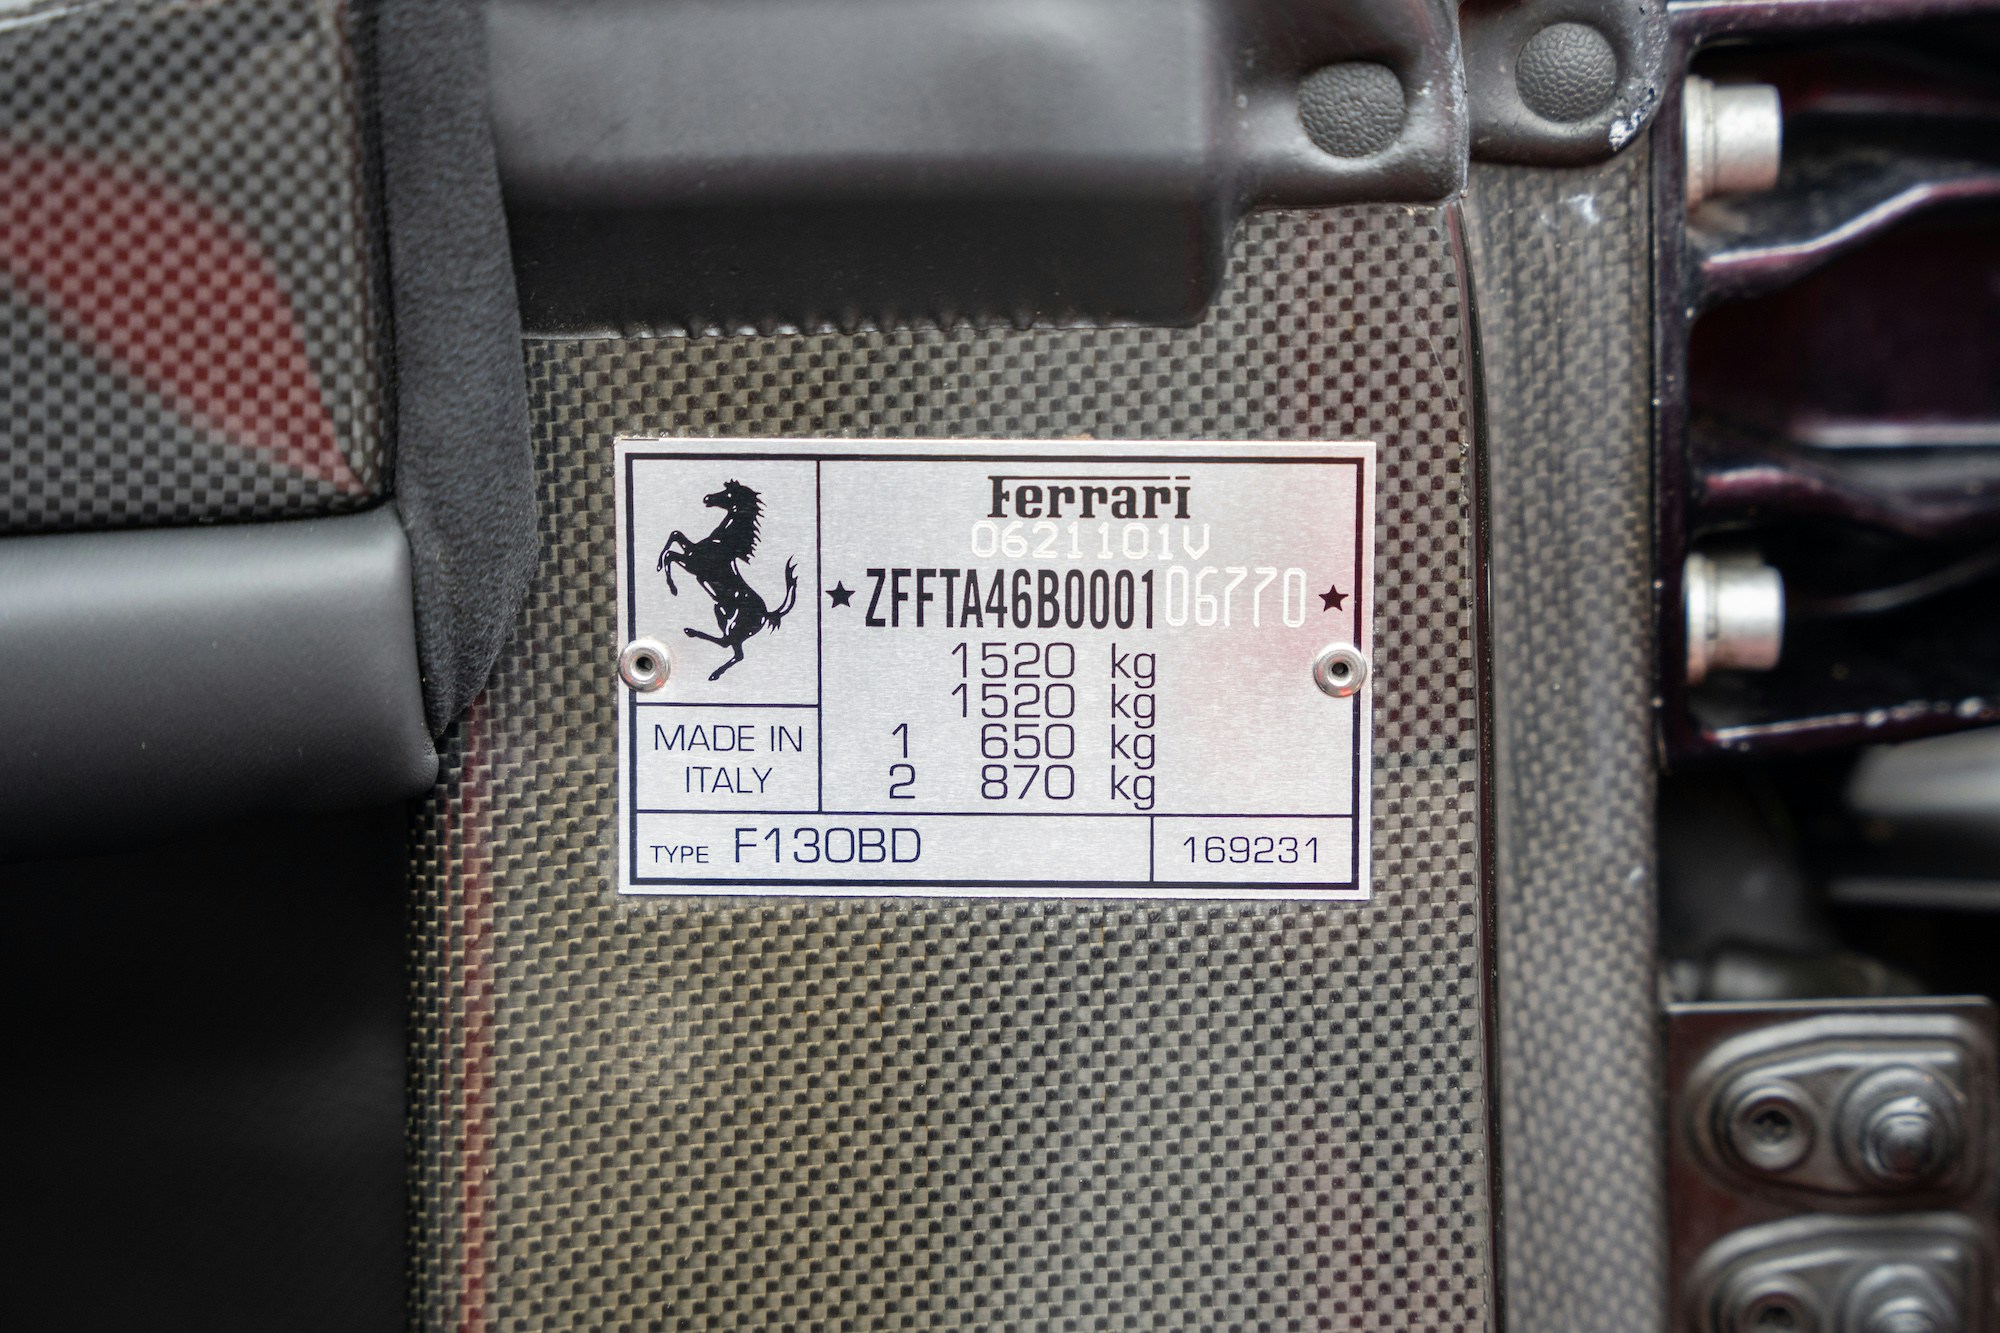 Ferrari
0621101V
★ ZFFTA46B000106770 ★
1520 kg
1520 kg
1 650 kg
2 870 kg
MADE IN
ITALY
TYPE F130BD
169231